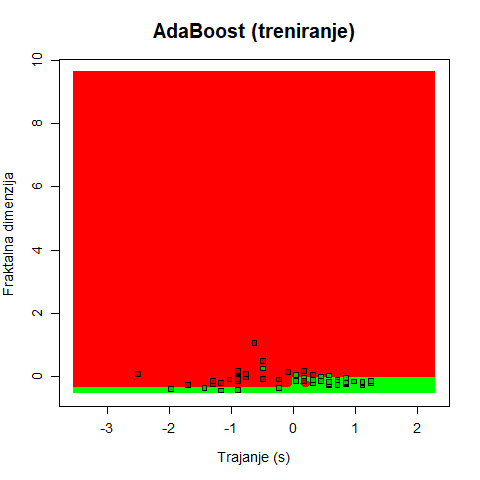 AdaBoost (treniranje)
Fraktalna dimenzija
10
8
6
4
2
0
-3 -2 -1 0 1 2
Trajanje (s)